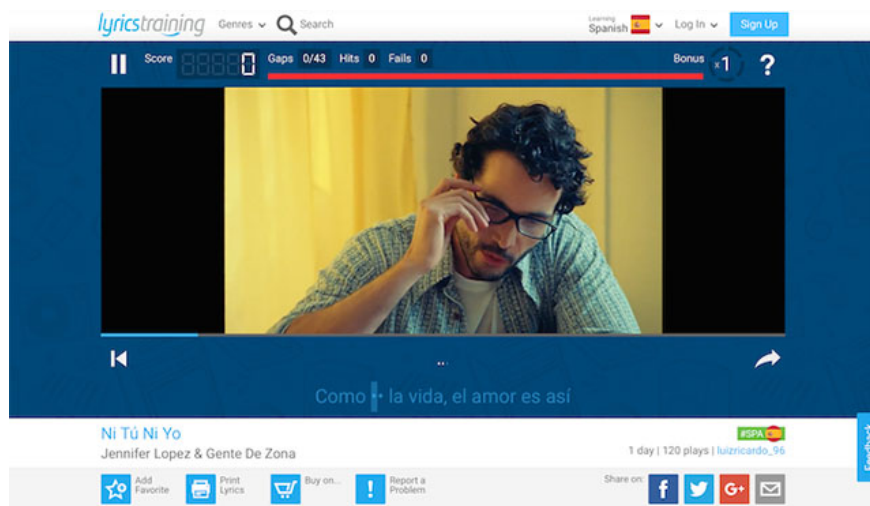 lyricstraining Genres Search Learning Spanish Log In Sign Up
Score 0 Gaps 0/43 Hits 0 Fails 0 Bonus x1 ?
Como •• la vida, el amor es así
Ni Tú Ni Yo
#SPA
Jennifer Lopez & Gente De Zona
1 day | 120 plays | luizricardo_96
Feedback
Add Favorite
Print Lyrics
Buy on...
Report a Problem
Share on:
f
G+